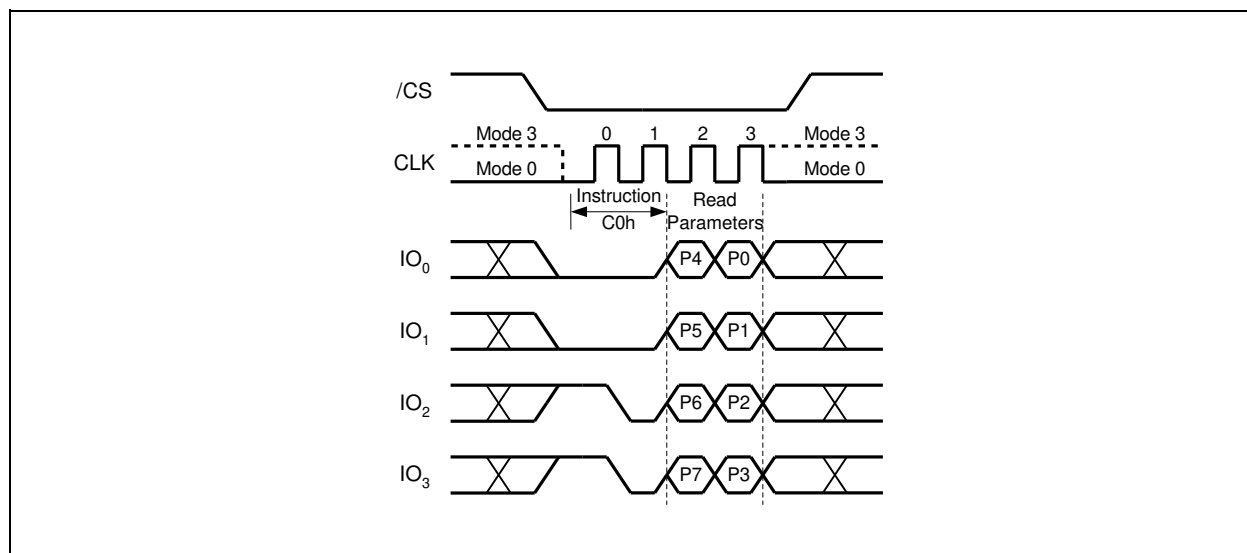 /CS
Mode 3 0 1 2 3 Mode 3
CLK
Mode 0 Mode 0
Instruction Read
C0h Parameters
IO0 P4 P0
IO1 P5 P1
IO2 P6 P2
IO3 P7 P3